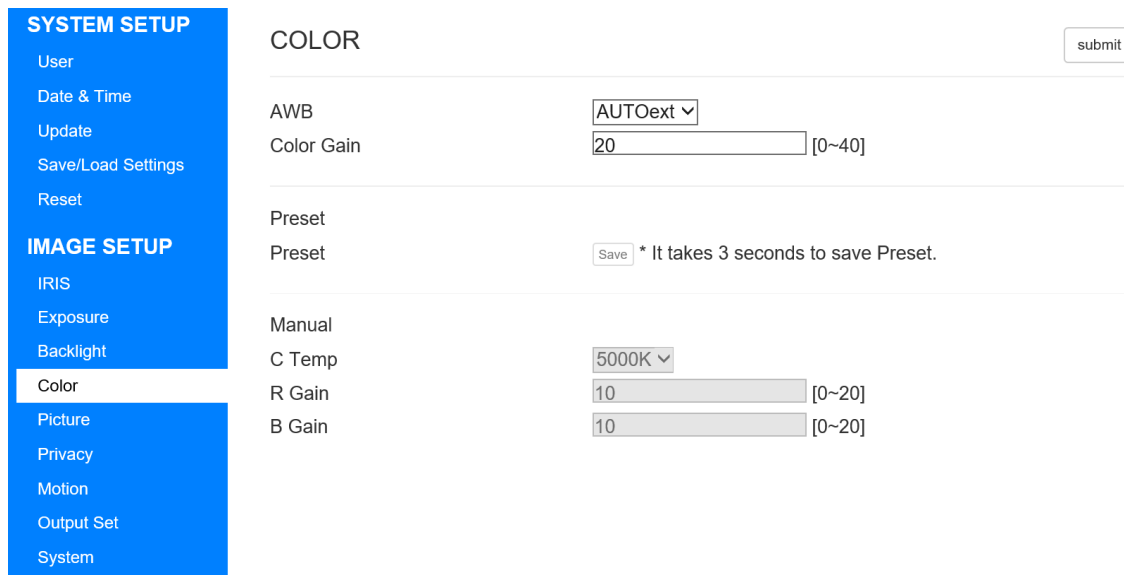 SYSTEM SETUP
User
Date & Time
Update
Save/Load Settings
Reset
IMAGE SETUP
IRIS
Exposure
Backlight
Color
Picture
Privacy
Motion
Output Set
System
COLOR
submit
AWB
AUTOext
Color Gain
20 [0~40]
Preset
Preset
Save * It takes 3 seconds to save Preset.
Manual
C Temp
5000K
R Gain
10 [0~20]
B Gain
10 [0~20]